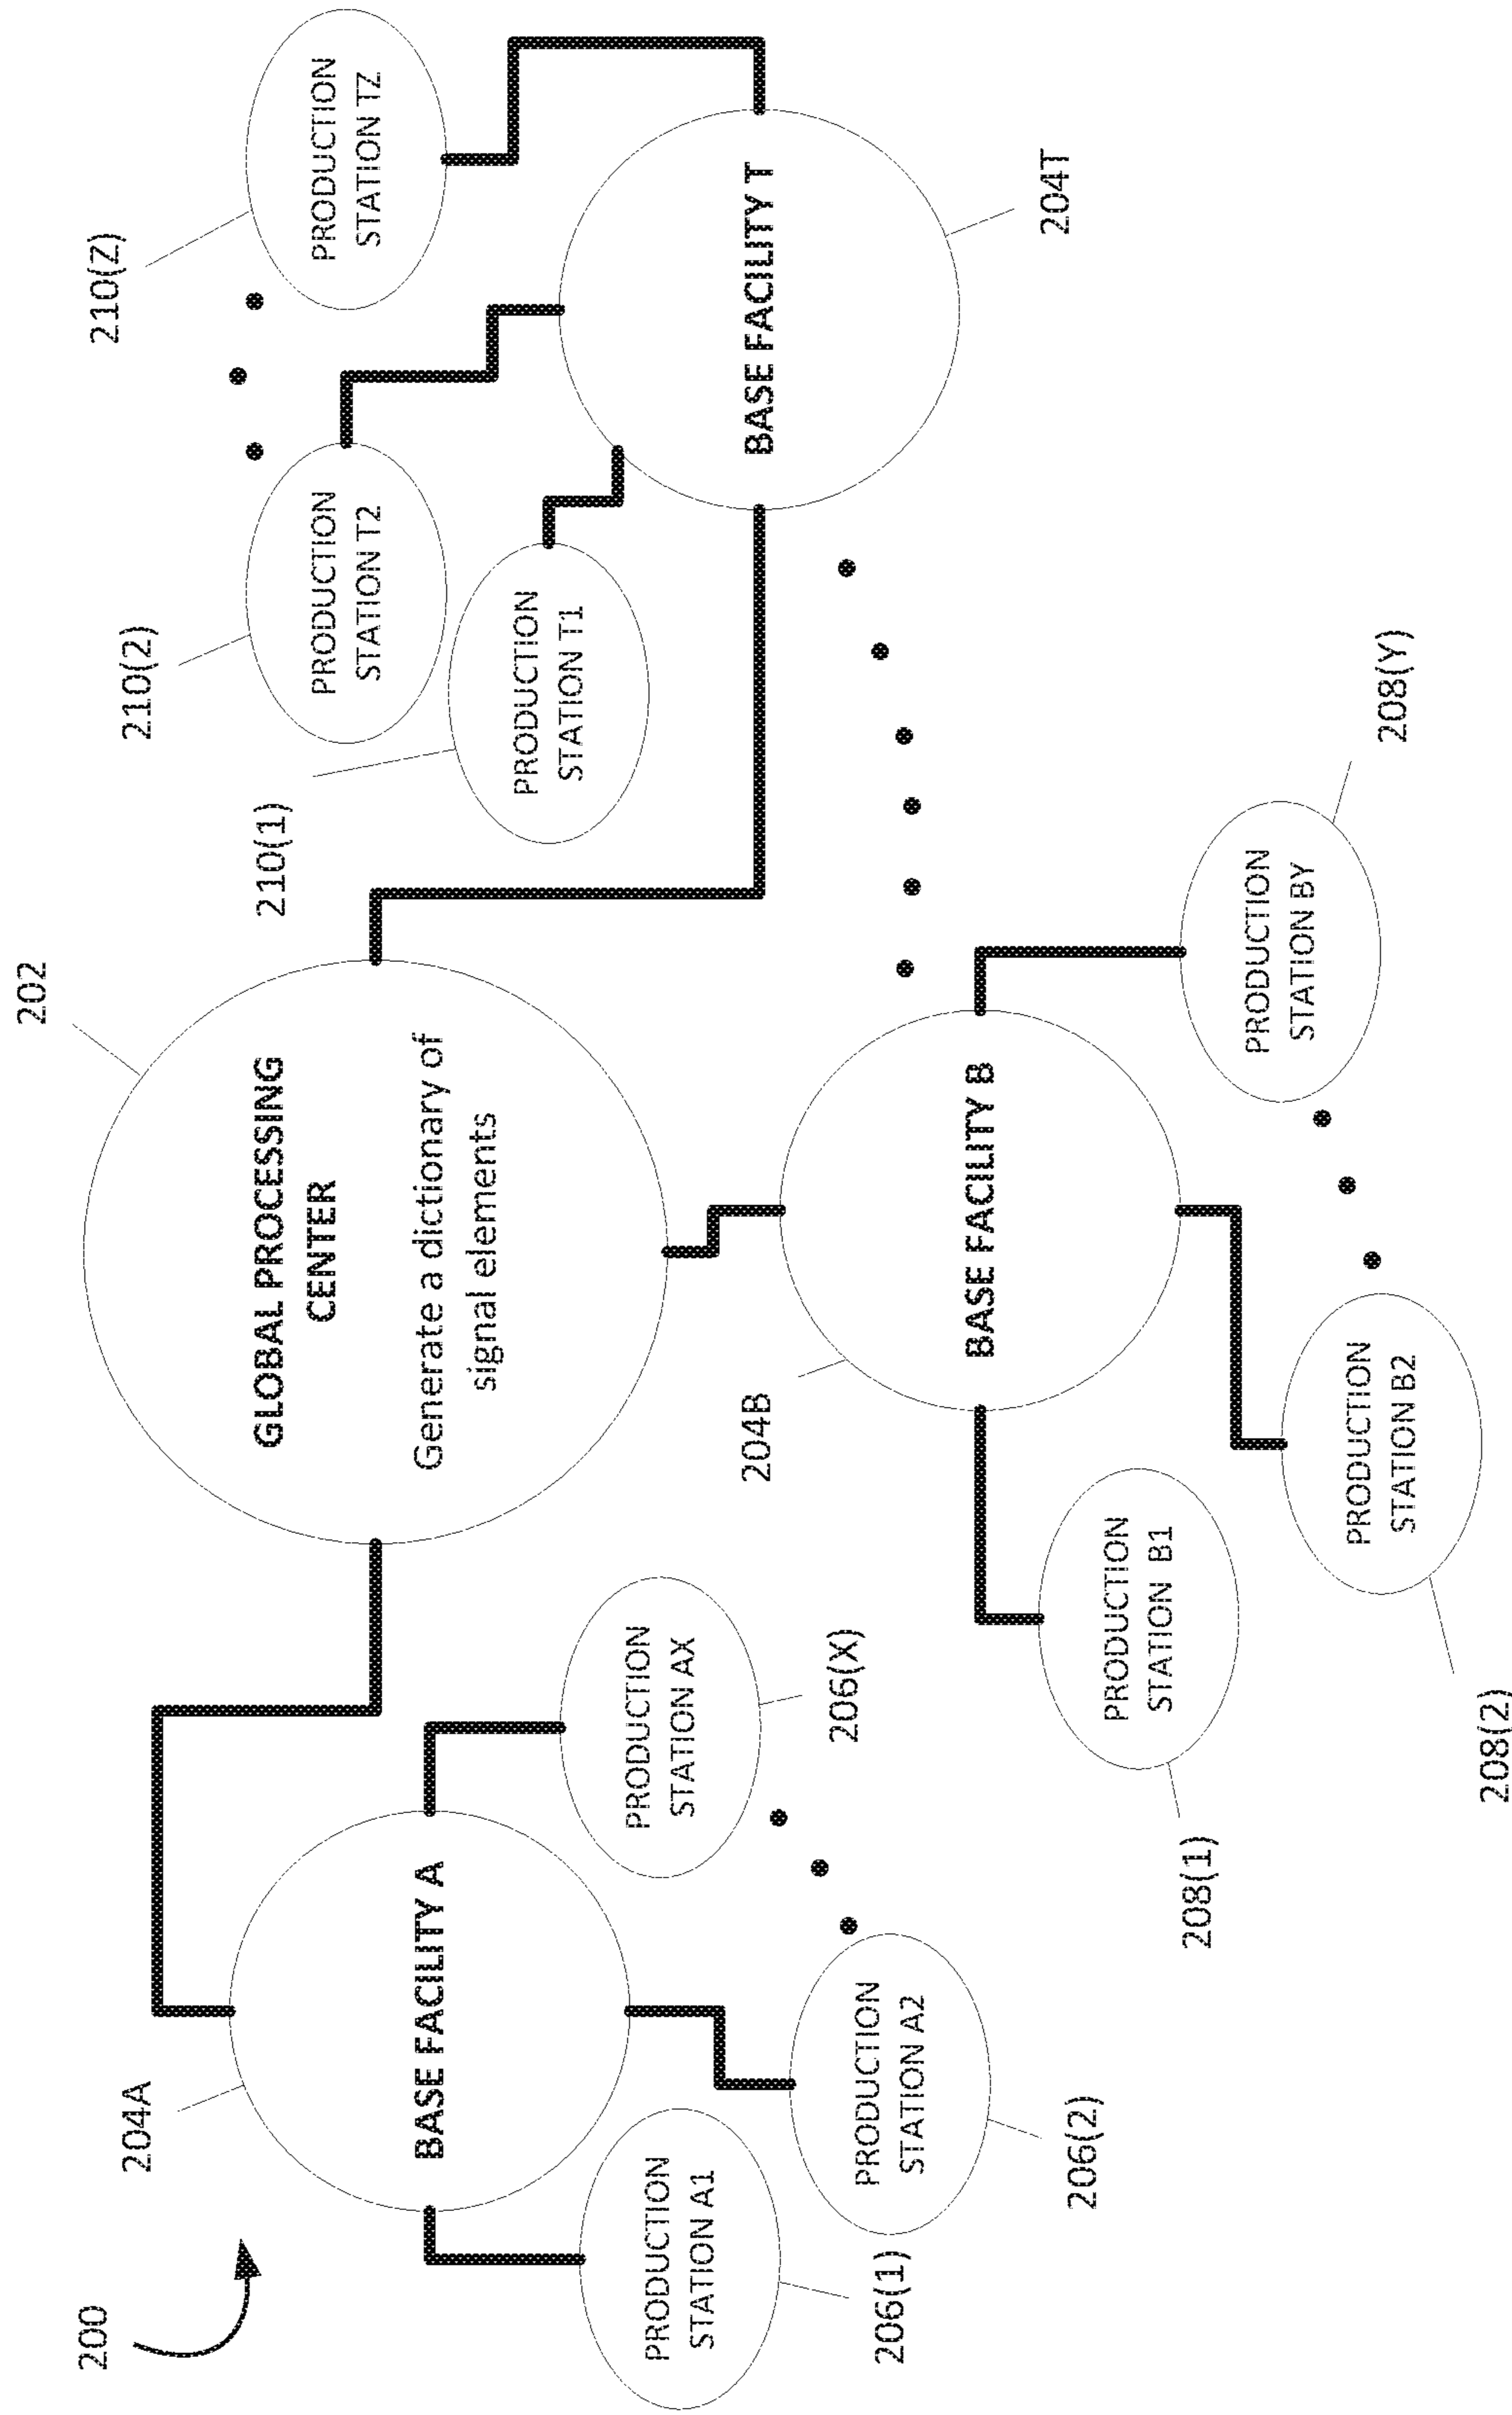 200
202
GLOBAL PROCESSING
CENTER
Generate a dictionary of
signal elements
204A
BASE FACILITY A
PRODUCTION
STATION A1
206(1)
PRODUCTION
STATION A2
206(2)
PRODUCTION
STATION AX
206(X)
204B
BASE FACILITY B
PRODUCTION
STATION B1
208(1)
PRODUCTION
STATION B2
208(2)
PRODUCTION
STATION BY
208(Y)
BASE FACILITY T
204T
210(1)
PRODUCTION
STATION T1
210(2)
PRODUCTION
STATION T2
210(Z)
PRODUCTION
STATION TZ